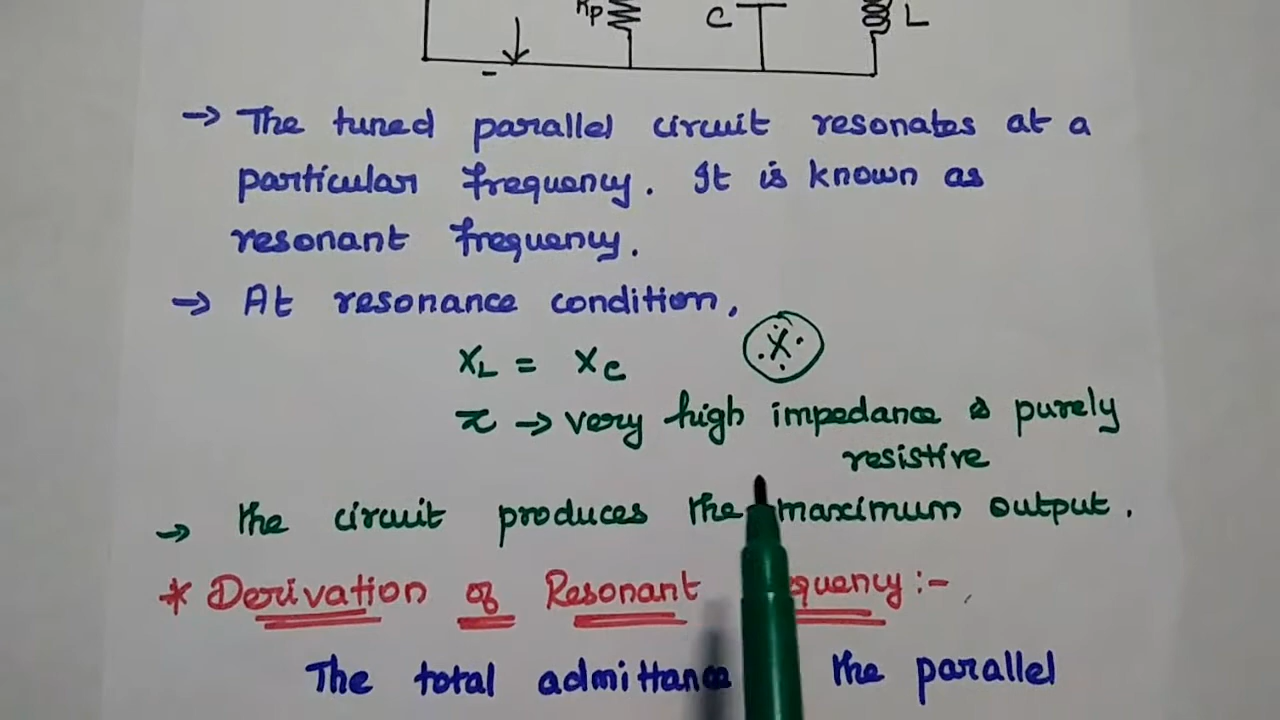 Rp C L
-
→ The tuned parallel circuit resonates at a
particular frequency. It is known as
resonant frequency.
→ At resonance condition,
XL = XC
Z → very high impedance & purely
resistive
→ the circuit produces the maximum output.
* Derivation of Resonant quency :-
The total admittance the parallel